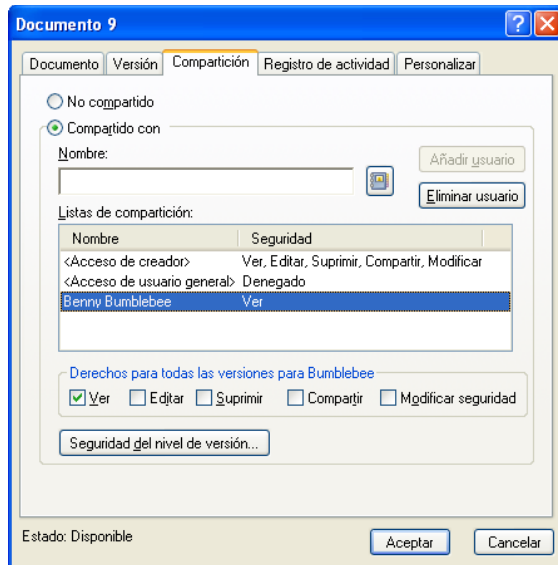 Documento 9
Documento Versión Compartición Registro de actividad Personalizar
No compartido
Compartido con
Nombre:
Añadir usuario
Eliminar usuario
Listas de compartición:
Nombre Seguridad
<Acceso de creador> Ver, Editar, Suprimir, Compartir, Modificar
<Acceso de usuario general> Denegado
Benny Bumblebee Ver
Derechos para todas las versiones para Bumblebee
Ver Editar Suprimir Compartir Modificar seguridad
Seguridad del nivel de versión...
Estado: Disponible
Aceptar Cancelar